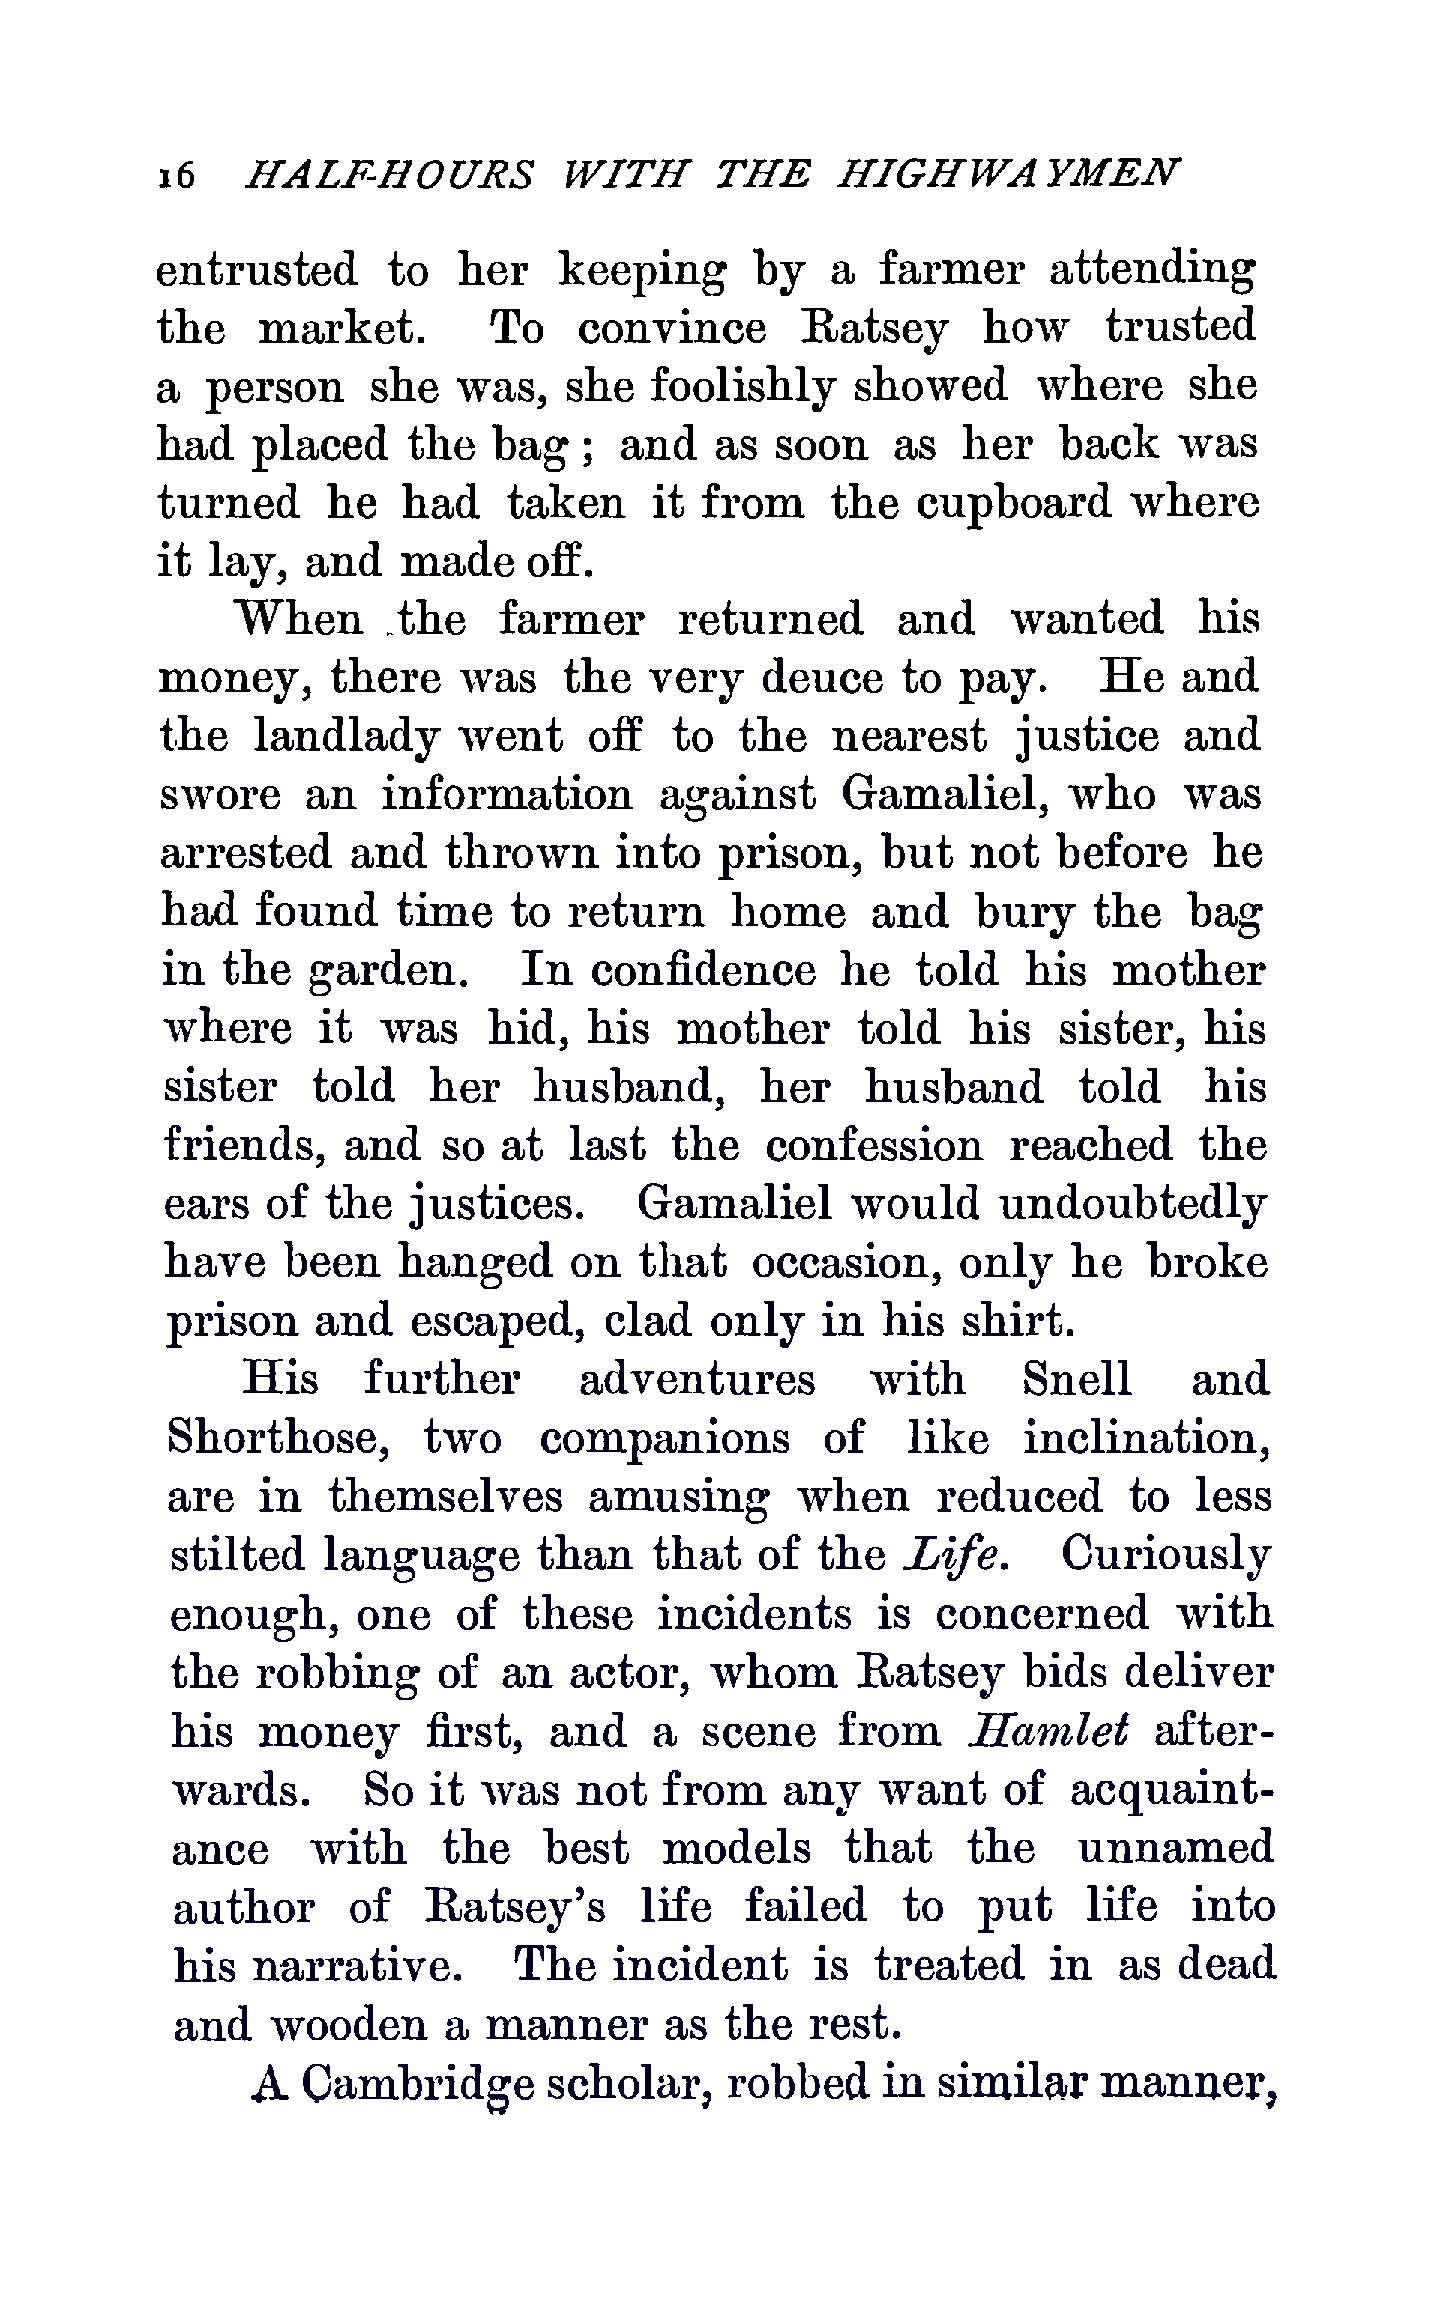 16 HALF-HOURS WITH THE HIGHWAYMEN
entrusted to her keeping by a farmer attending
the market. To convince Ratsey how trusted
a person she was, she foolishly showed where she
had placed the bag ; and as soon as her back was
turned he had taken it from the cupboard where
it lay, and made off.
When the farmer returned and wanted his
money, there was the very deuce to pay. He and
the landlady went off to the nearest justice and
swore an information against Gamaliel, who was
arrested and thrown into prison, but not before he
had found time to return home and bury the bag
in the garden. In confidence he told his mother
where it was hid, his mother told his sister, his
sister told her husband, her husband told his
friends, and so at last the confession reached the
ears of the justices. Gamaliel would undoubtedly
have been hanged on that occasion, only he broke
prison and escaped, clad only in his shirt.
His further adventures with Snell and
Shorthose, two companions of like inclination,
are in themselves amusing when reduced to less
stilted language than that of the Life. Curiously
enough, one of these incidents is concerned with
the robbing of an actor, whom Ratsey bids deliver
his money first, and a scene from Hamlet after-
wards. So it was not from any want of acquaint-
ance with the best models that the unnamed
author of Ratsey's life failed to put life into
his narrative. The incident is treated in as dead
and wooden a manner as the rest.
A Cambridge scholar, robbed in similar manner,